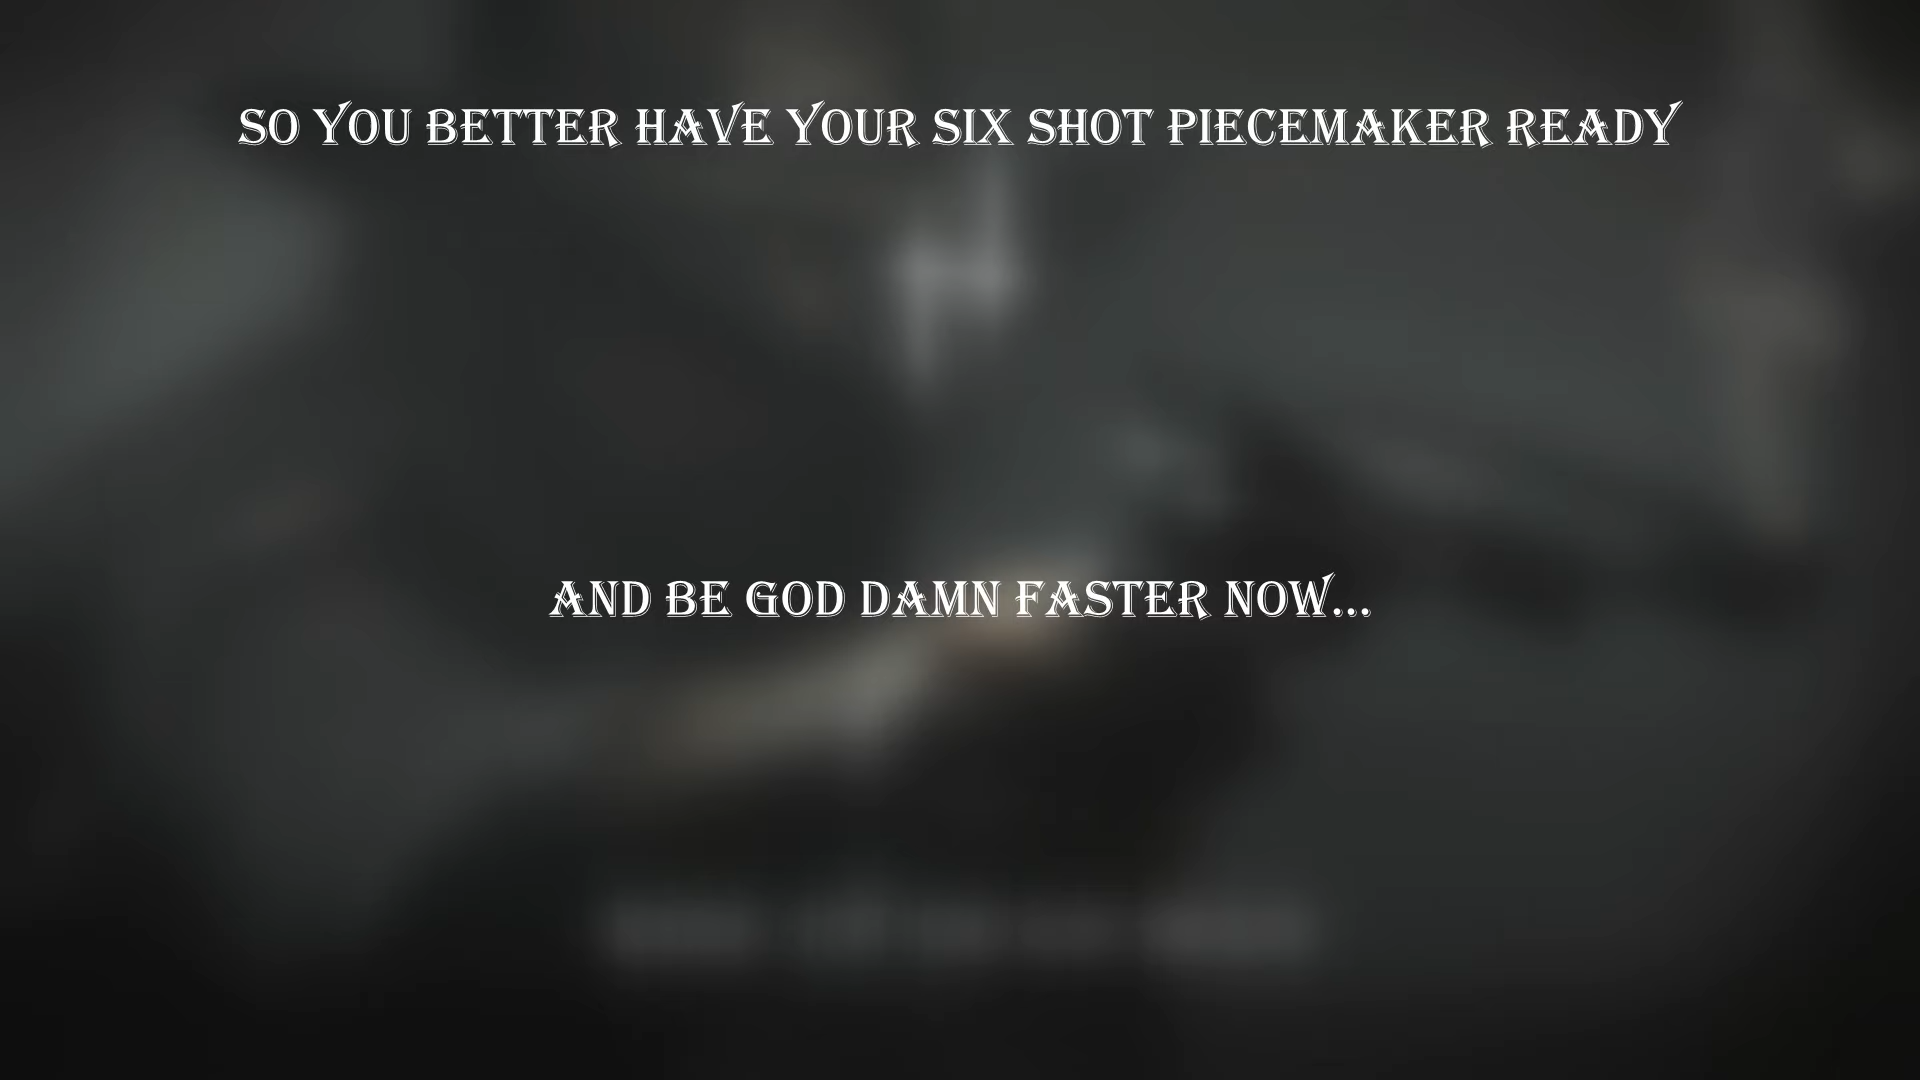 SO YOU BETTER HAVE YOUR SIX SHOT PIECEMAKER READY
AND BE GOD DAMN FASTER NOW...